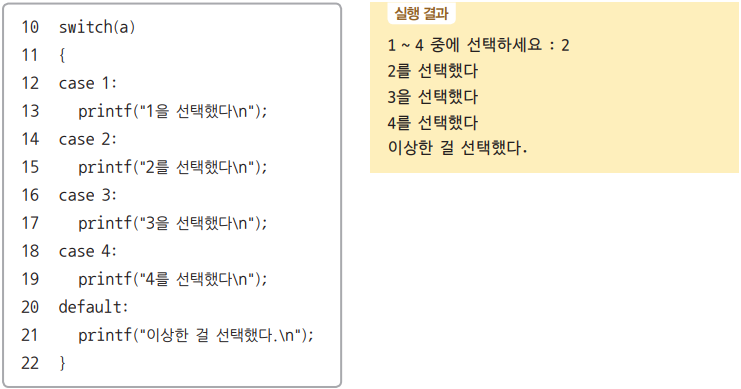 10 switch(a)
11 {
12 case 1:
13 printf("1을 선택했다\n");
14 case 2:
15 printf("2를 선택했다\n");
16 case 3:
17 printf("3을 선택했다\n");
18 case 4:
19 printf("4를 선택했다\n");
20 default:
21 printf("이상한 걸 선택했다.\n");
22 }
실행 결과
1 ~ 4 중에 선택하세요 : 2
2를 선택했다
3을 선택했다
4를 선택했다
이상한 걸 선택했다.